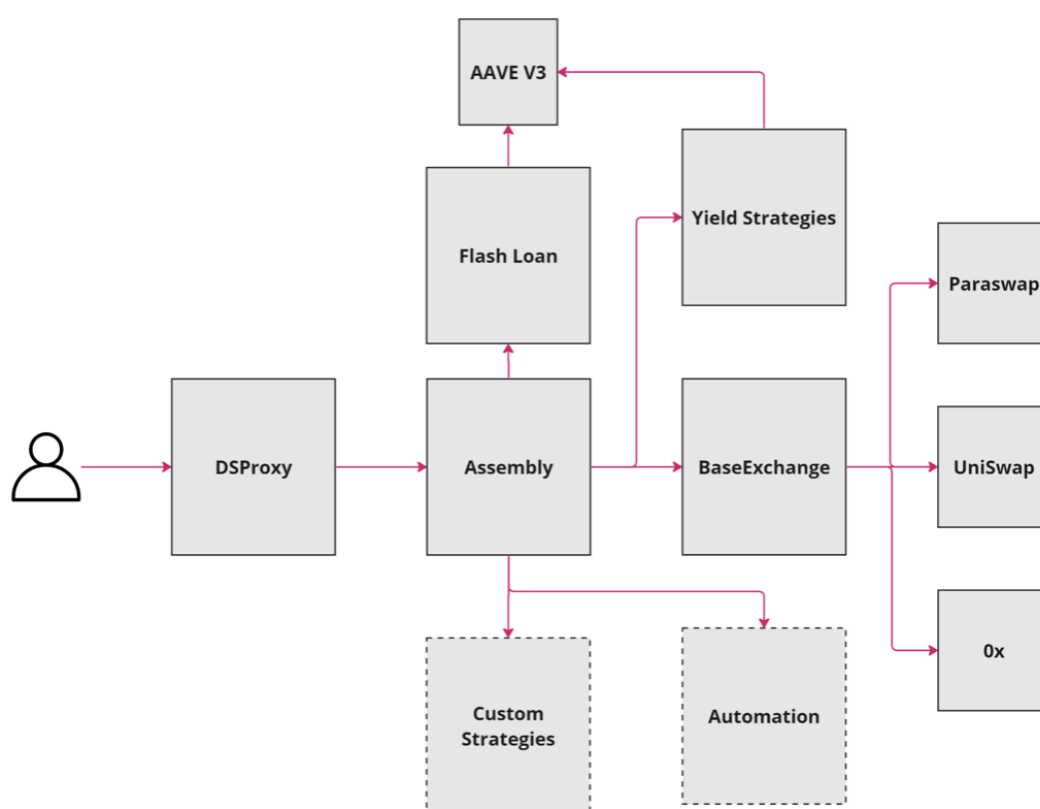 AAVE V3
Flash Loan
Yield Strategies
Paraswap
DSProxy
Assembly
BaseExchange
UniSwap
0x
Custom
Strategies
Automation